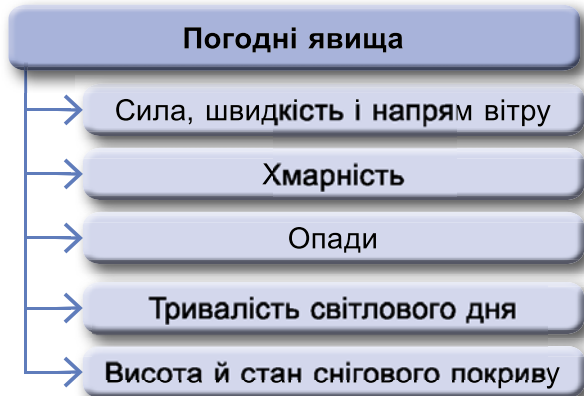 Погодні явища
Сила, швидкість і напрям вітру
Хмарність
Опади
Тривалість світлового дня
Висота й стан снігового покриву